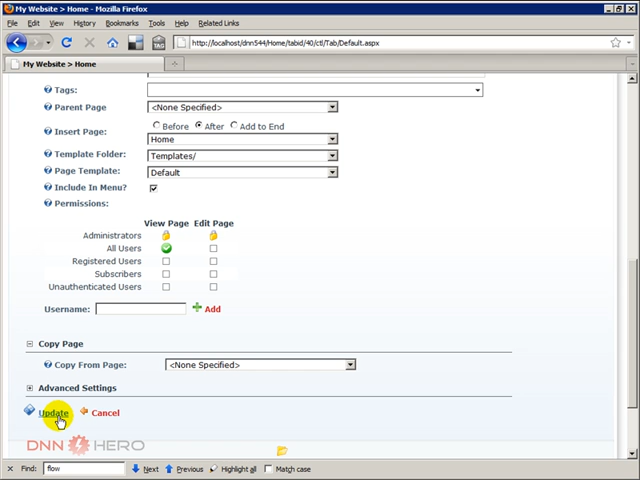 My Website > Home - Mozilla Firefox
File Edit View History Bookmarks Tools Help Related Links
http://localhost/dnn544/Home/tabid/40/ctl/Tab/Default.aspx
My Website > Home
Tags:
Parent Page <None Specified>
Before After Add to End
Insert Page: Home
Template Folder: Templates/
Page Template: Default
Include In Menu?
Permissions:
View Page Edit Page
Administrators
All Users
Registered Users
Subscribers
Unauthenticated Users
Username: Add
Copy Page
Copy From Page: <None Specified>
Advanced Settings
Update Cancel
DNN HERO
Find: flow Next Previous Highlight all Match case